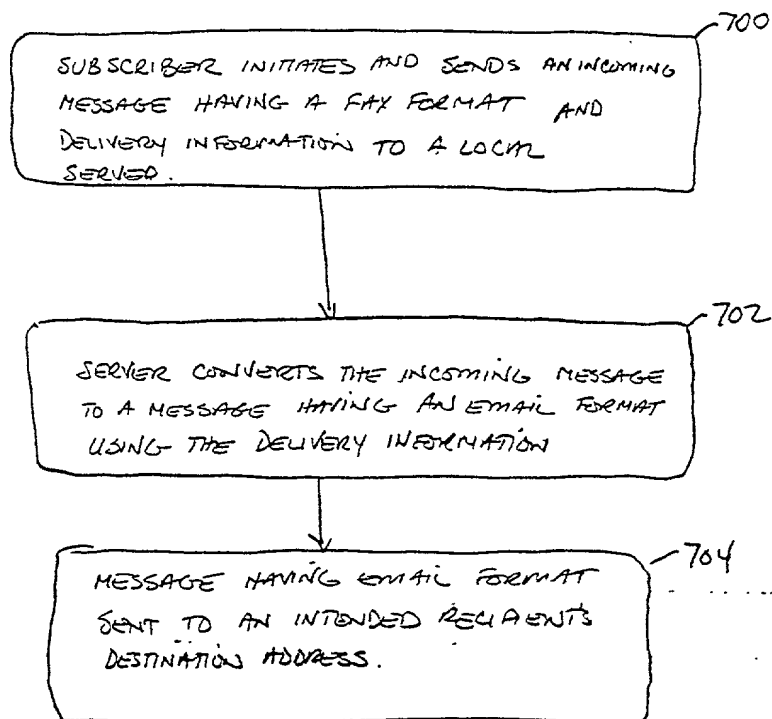 700
SUBSCRIBER INITIATES AND SENDS AN INCOMING
MESSAGE HAVING A FAX FORMAT AND
DELIVERY INFORMATION TO A LOCAL
SERVER.
702
SERVER CONVERTS THE INCOMING MESSAGE
TO A MESSAGE HAVING AN EMAIL FORMAT
USING THE DELIVERY INFORMATION
704
MESSAGE HAVING EMAIL FORMAT
SENT TO AN INTENDED RECIPIENTS
DESTINATION ADDRESS.